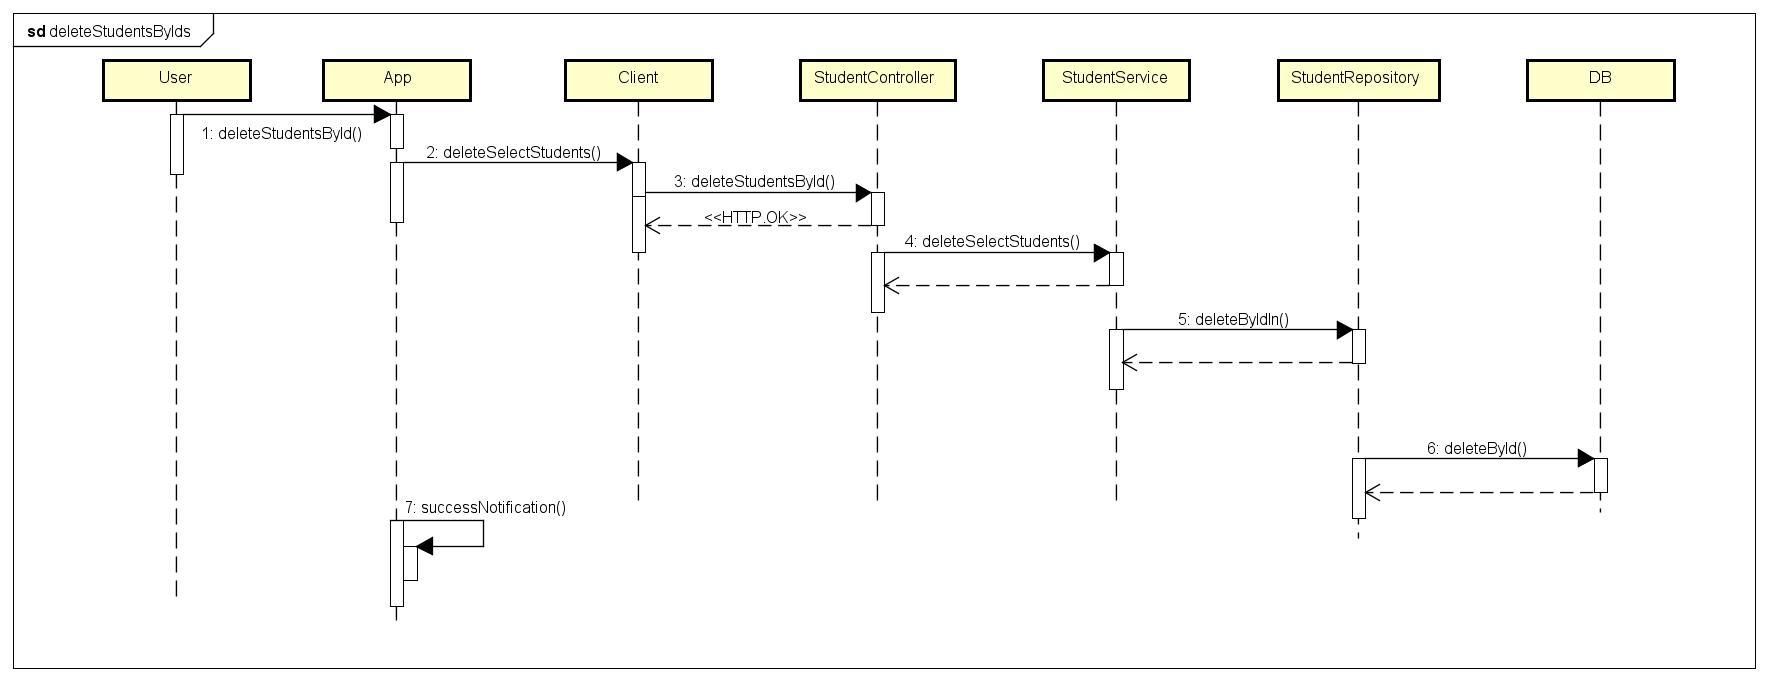 sd deleteStudentsByIds
User
App
Client
StudentController
StudentService
StudentRepository
DB
1: deleteStudentsById()
2: deleteSelectStudents()
3: deleteStudentsById()
<<HTTP.OK>>
4: deleteSelectStudents()
5: deleteByIdIn()
6: deleteById()
7: successNotification()